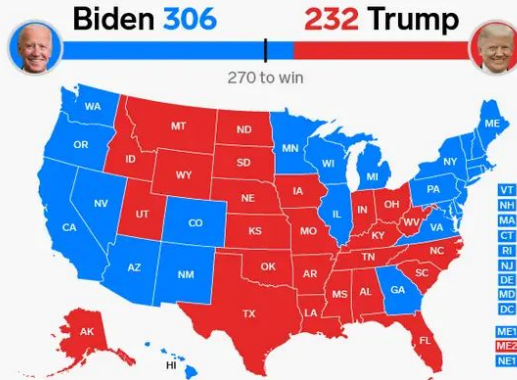 Biden 306
232 Trump
270 to win
WA
OR
CA
NV
ID
MT
WY
UT
AZ
CO
NM
ND
SD
NE
KS
OK
TX
MN
IA
MO
AR
LA
WI
IL
MS
MI
IN
KY
TN
AL
OH
WV
VA
NC
SC
GA
FL
PA
NY
ME
AK
HI
VT
NH
MA
CT
RI
NJ
DE
MD
DC
ME1
ME2
NE1